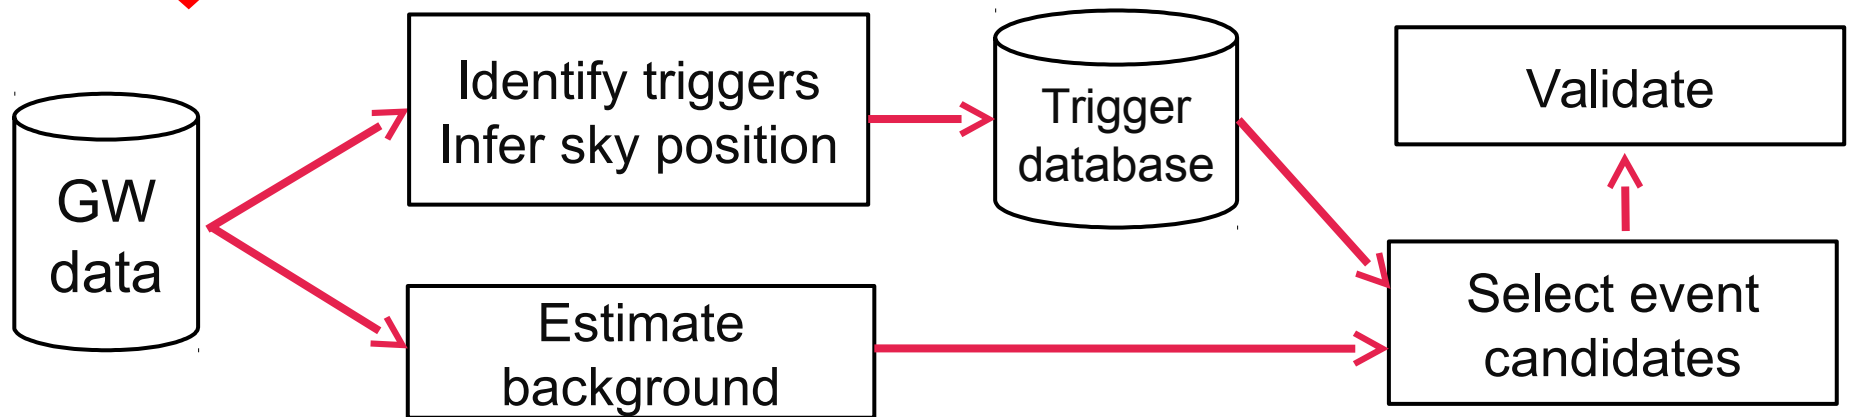 GW
data
Identify triggers
Infer sky position
Trigger
database
Estimate
background
Select event
candidates
Validate